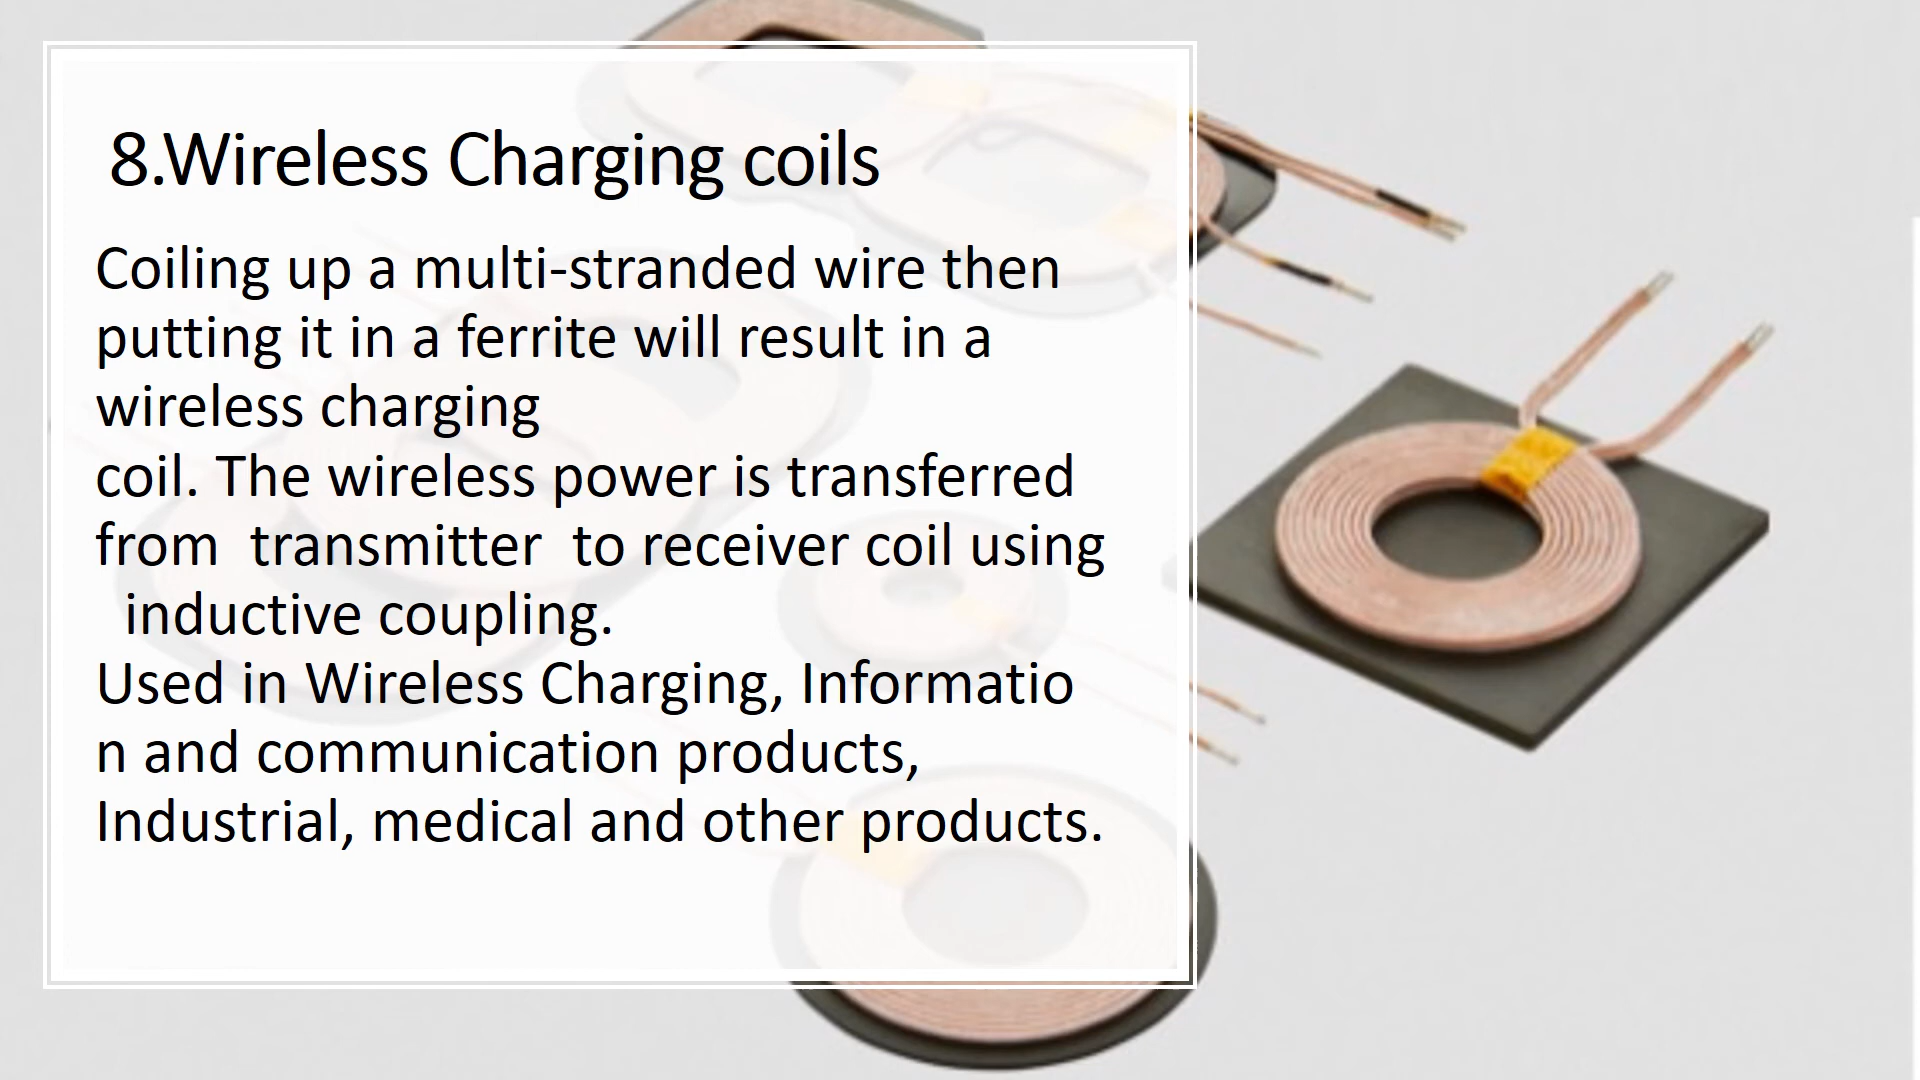 8.Wireless Charging coils
Coiling up a multi-stranded wire then
putting it in a ferrite will result in a
wireless charging
coil. The wireless power is transferred
from  transmitter  to receiver coil using
inductive coupling.
Used in Wireless Charging, Informatio
n and communication products,
Industrial, medical and other products.